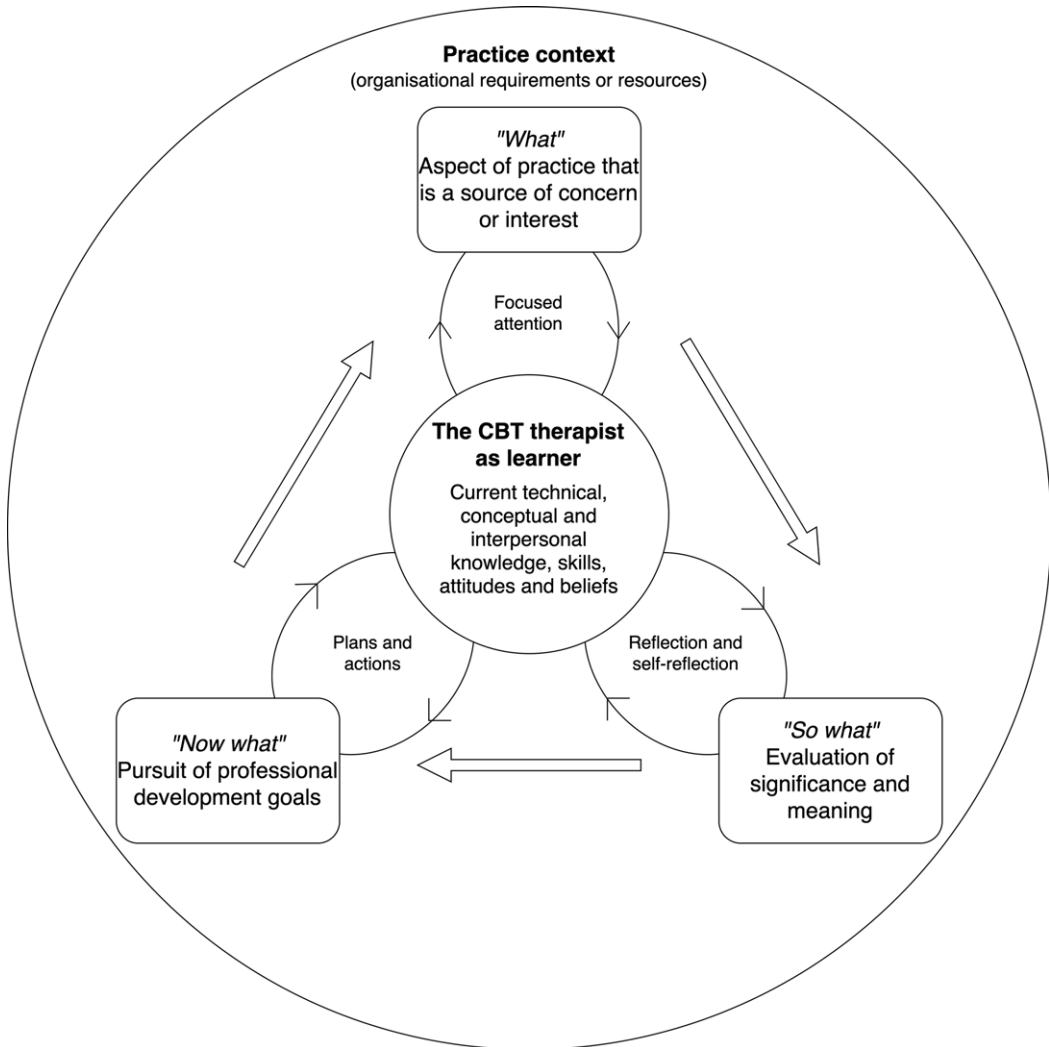 Practice context
(organisational requirements or resources)
"What"
Aspect of practice that
is a source of concern
or interest
Focused
attention
The CBT therapist
as learner
Current technical,
conceptual and
interpersonal
knowledge, skills,
attitudes and beliefs
Plans and
actions
Reflection and
self-reflection
"Now what"
Pursuit of professional
development goals
"So what"
Evaluation of
significance and
meaning